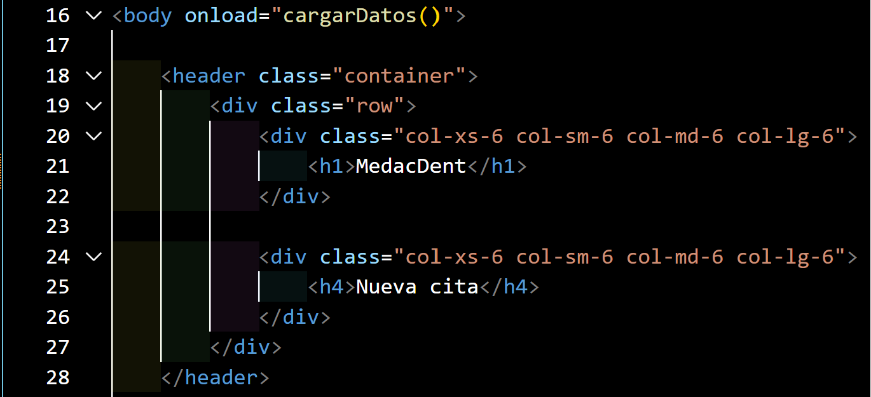 16 <body onload="cargarDatos()">
17
18 <header class="container">
19 <div class="row">
20 <div class="col-xs-6 col-sm-6 col-md-6 col-lg-6">
21 <h1>MedacDent</h1>
22 </div>
23
24 <div class="col-xs-6 col-sm-6 col-md-6 col-lg-6">
25 <h4>Nueva cita</h4>
26 </div>
27 </div>
28 </header>